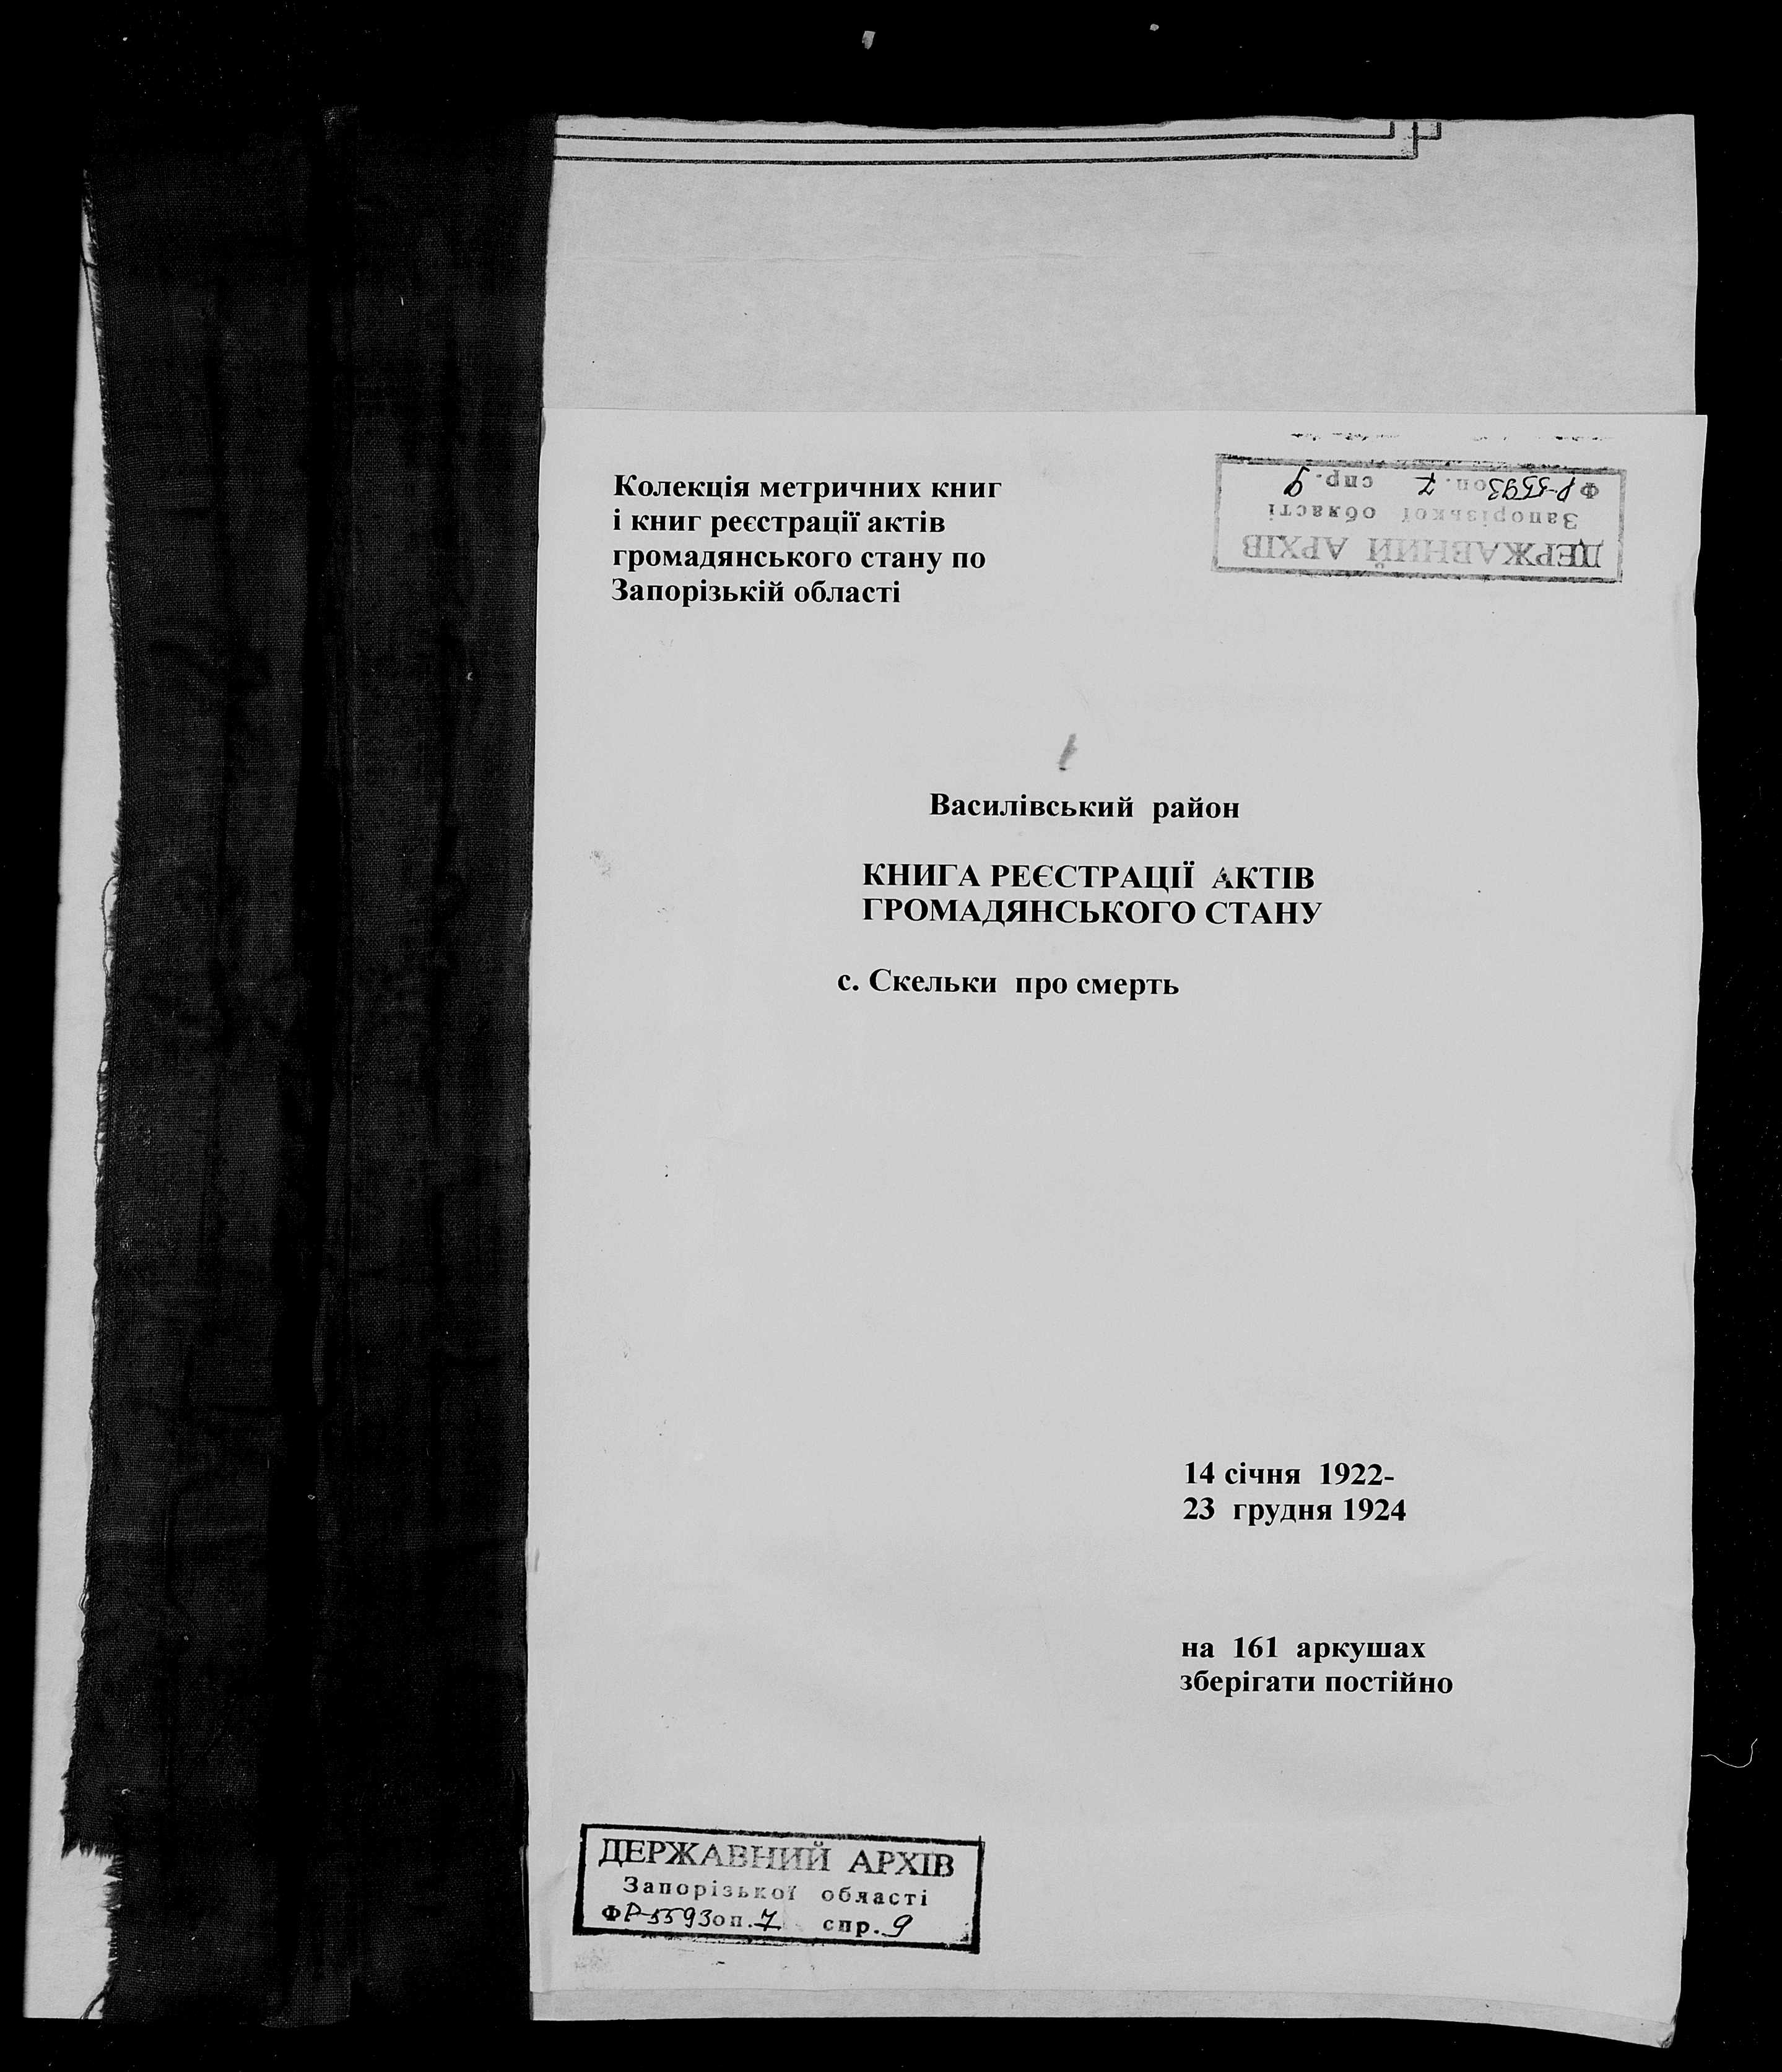 Колекція метричних книг
і книг реєстрації актів
громадянського стану по
Запорізькій області
ДЕРЖАВНИЙ АРХІВ
Запорізької області
Ф Р-5593 оп. 7 спр. 9
Василівський район
КНИГА РЕЄСТРАЦІЇ АКТІВ
ГРОМАДЯНСЬКОГО СТАНУ
с. Скельки про смерть
14 січня 1922-
23 грудня 1924
на 161 аркушах
зберігати постійно
ДЕРЖАВНИЙ АРХІВ
Запорізької області
Ф Р-5593 оп. 7 спр. 9